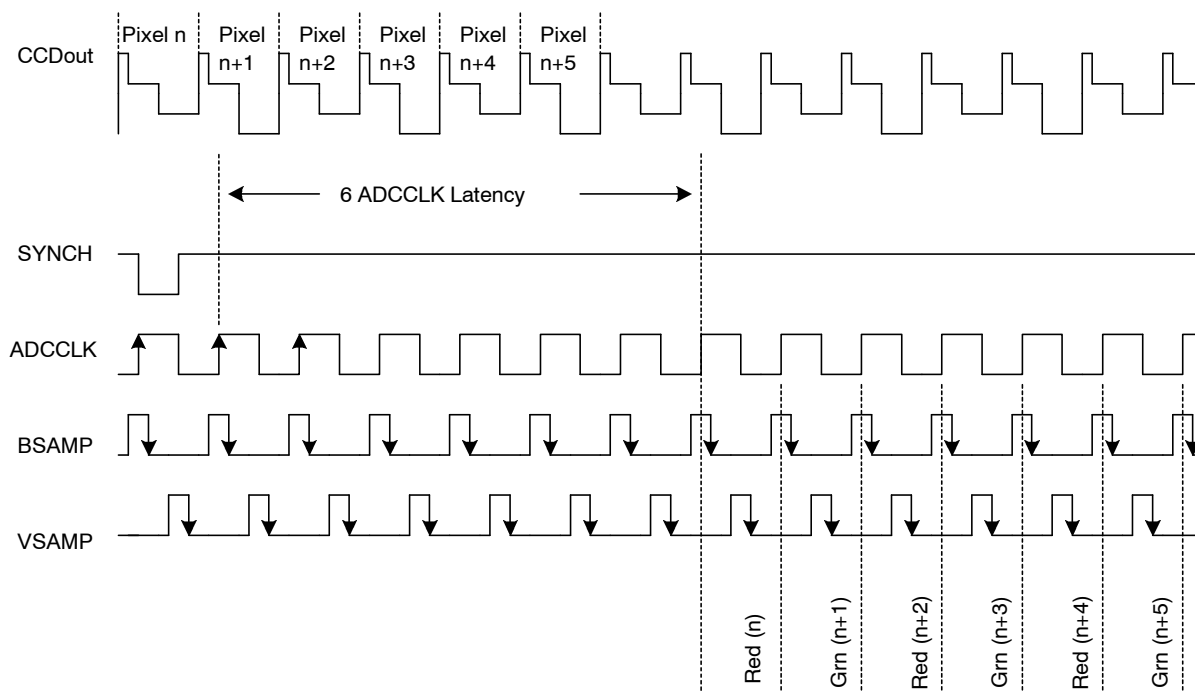 CCDout
Pixel n
Pixel
n+1
Pixel
n+2
Pixel
n+3
Pixel
n+4
Pixel
n+5
6 ADCCLK Latency
SYNCH
ADCCLK
BSAMP
VSAMP
Red (n)
Grn (n+1)
Red (n+2)
Grn (n+3)
Red (n+4)
Grn (n+5)